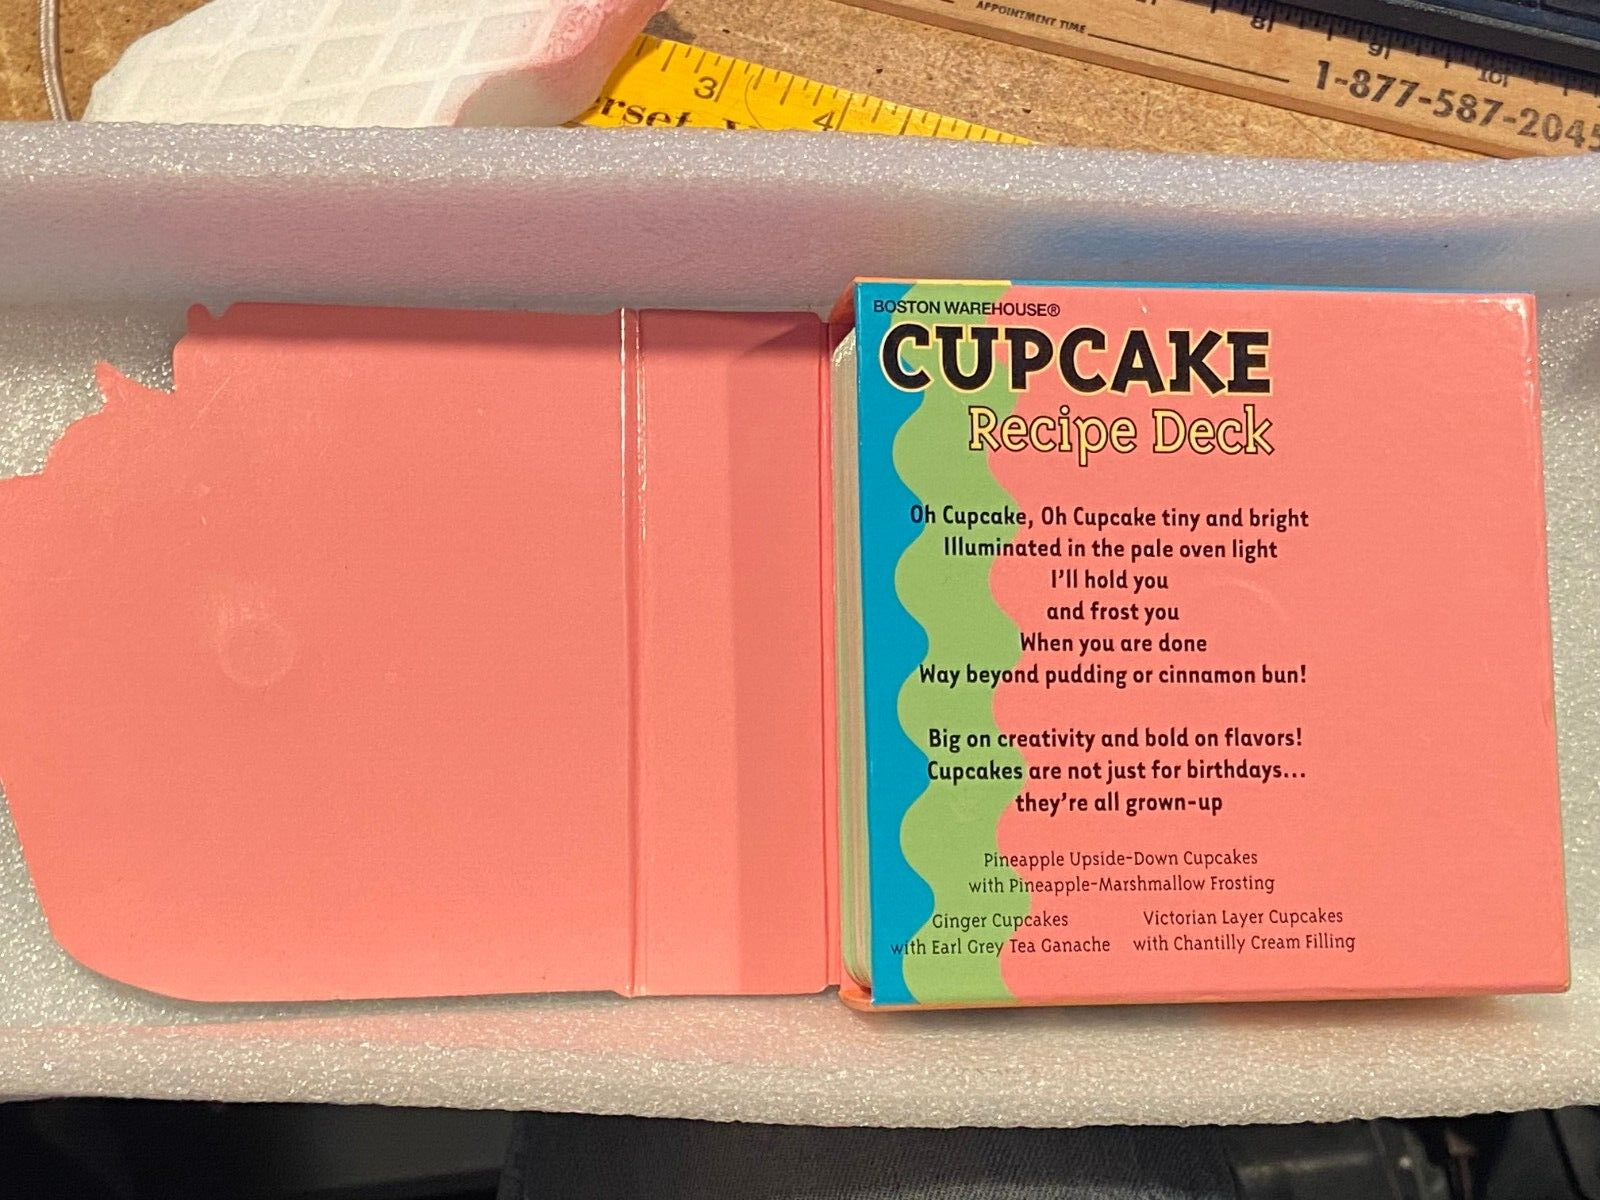 APPOINTMENT TIME
8 9 10
1-877-587-2045
3 4
BOSTON WAREHOUSE®
CUPCAKE
Recipe Deck
Oh Cupcake, Oh Cupcake tiny and bright
Illuminated in the pale oven light
I'll hold you
and frost you
When you are done
Way beyond pudding or cinnamon bun!
Big on creativity and bold on flavors!
Cupcakes are not just for birthdays...
they're all grown-up
Pineapple Upside-Down Cupcakes
with Pineapple-Marshmallow Frosting
Ginger Cupcakes
with Earl Grey Tea Ganache
Victorian Layer Cupcakes
with Chantilly Cream Filling